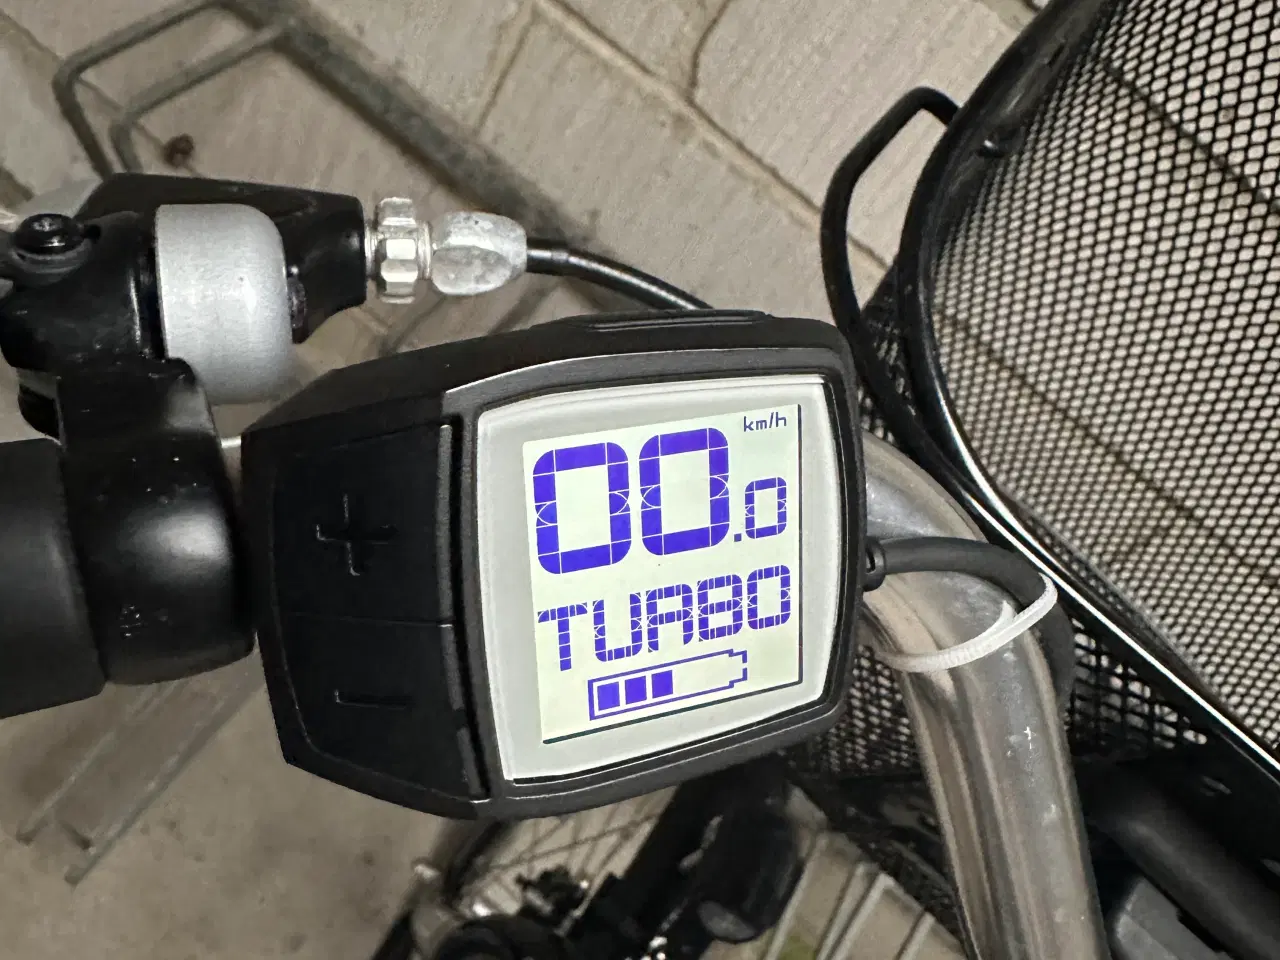 km/h
00.0
TURBO
+
-